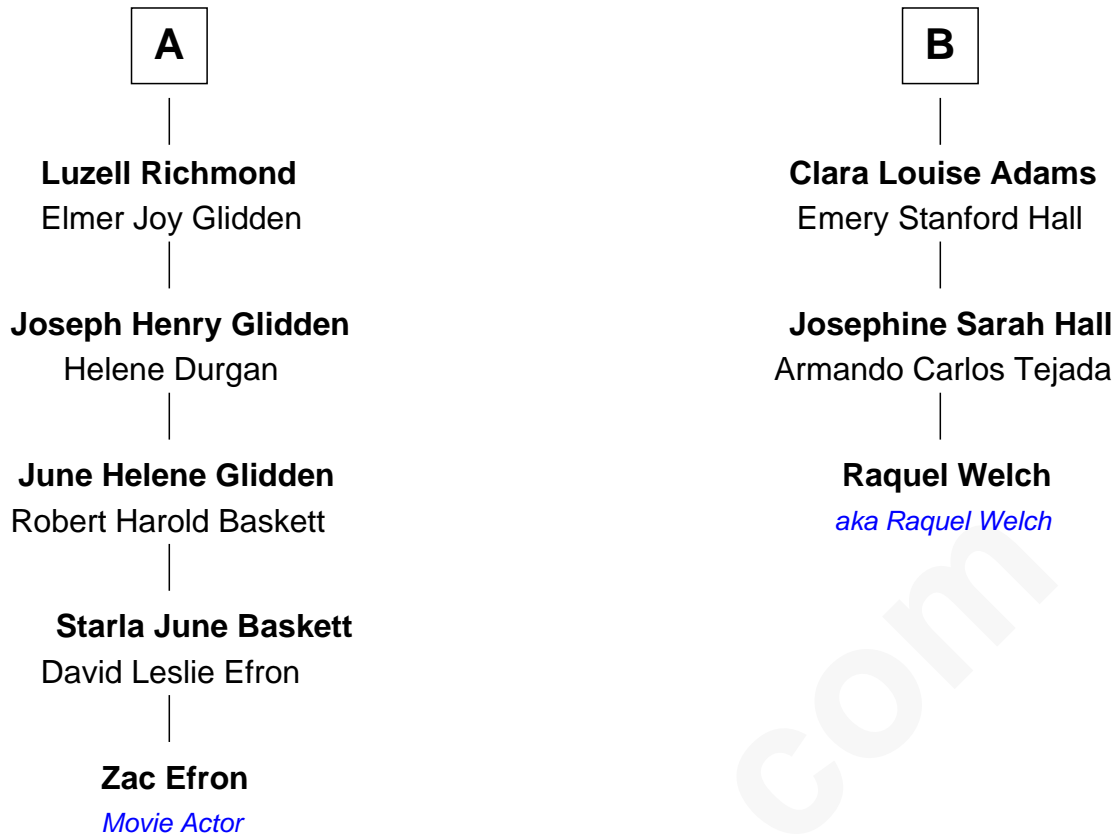 A
Luzell Richmond
Elmer Joy Glidden
Joseph Henry Glidden
Helene Durgan
June Helene Glidden
Robert Harold Baskett
Starla June Baskett
David Leslie Efron
Zac Efron
Movie Actor
B
Clara Louise Adams
Emery Stanford Hall
Josephine Sarah Hall
Armando Carlos Tejada
Raquel Welch
aka Raquel Welch
com